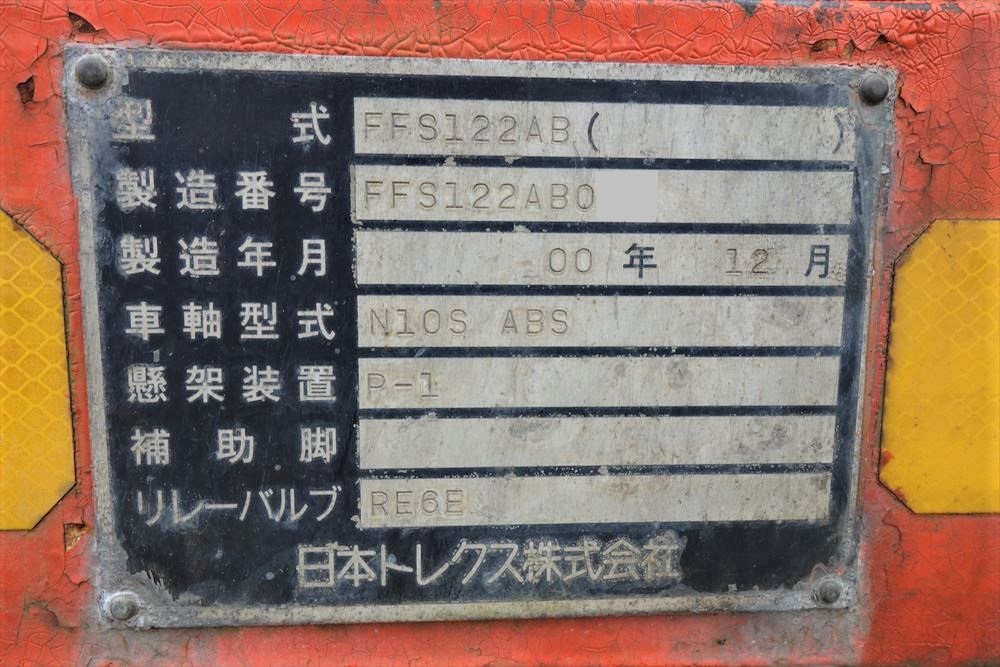 型式 FFS122AB( )
製造番号 FFS122AB0
製造年月 00年 12月
車軸型式 N10S ABS
懸架装置 P-1
補助脚
リレーバルブ RE6E
日本トレクス株式会社